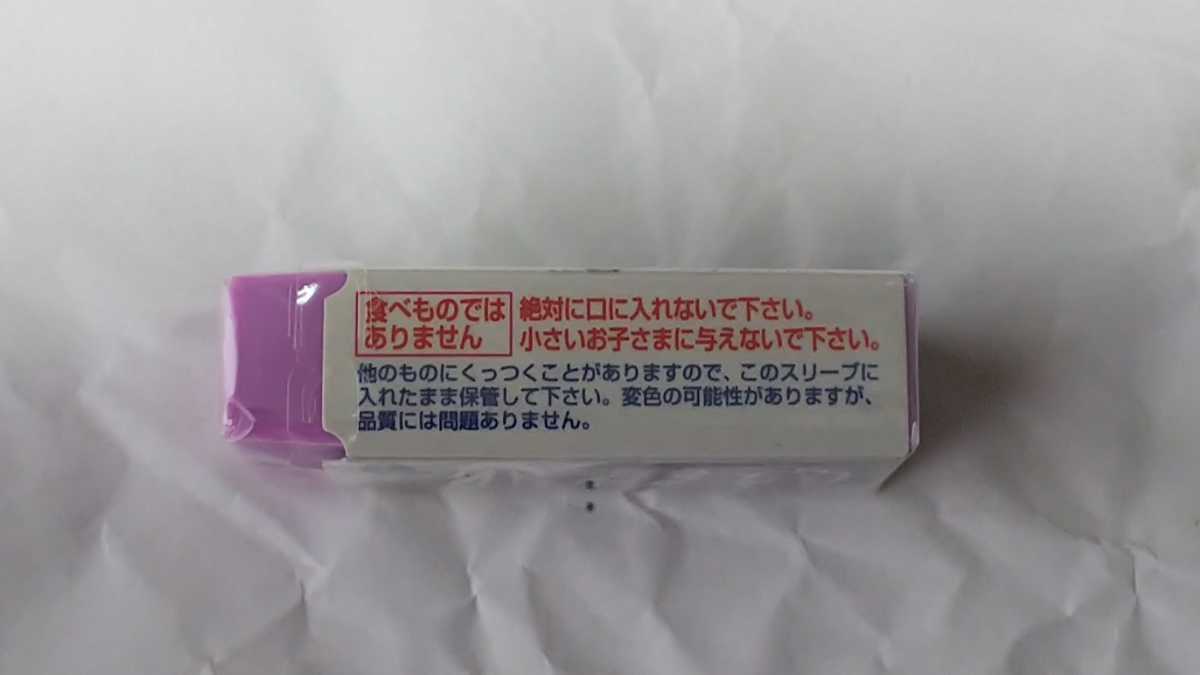 食べものでは
ありません
絶対に口に入れないで下さい。
小さいお子さまに与えないで下さい。
他のものにくっつくことがありますので、このスリーブに
入れたまま保管して下さい。変色の可能性がありますが、
品質には問題ありません。